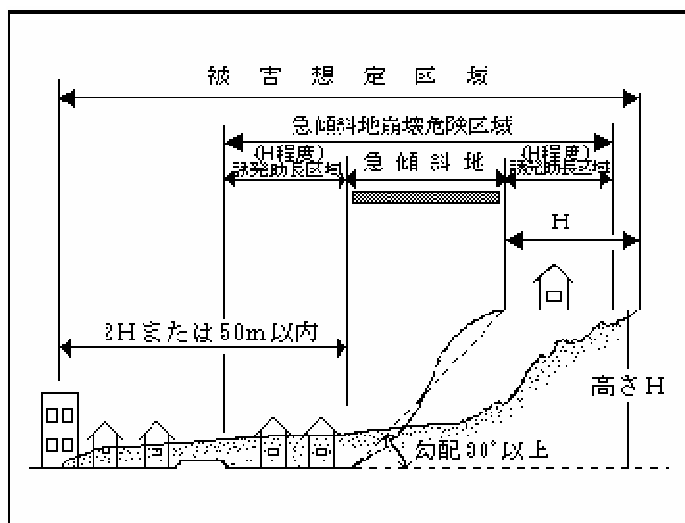 被害想定区域
急傾斜地崩壊危険区域
(H程度)
誘発助長区域
急傾斜地
(H程度)
誘発助長区域
H
2Hまたは50m以内
高さH
勾配30°以上